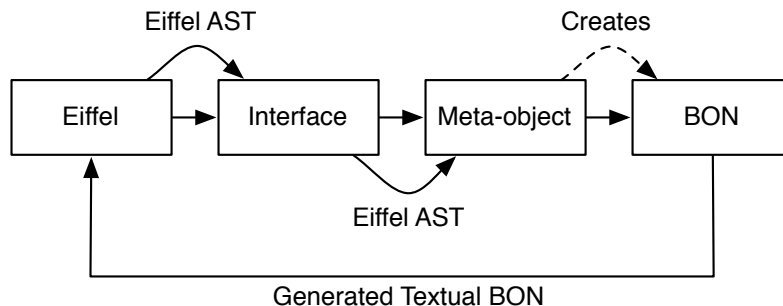 Eiffel AST
Creates
Eiffel
Interface
Meta-object
BON
Eiffel AST
Generated Textual BON